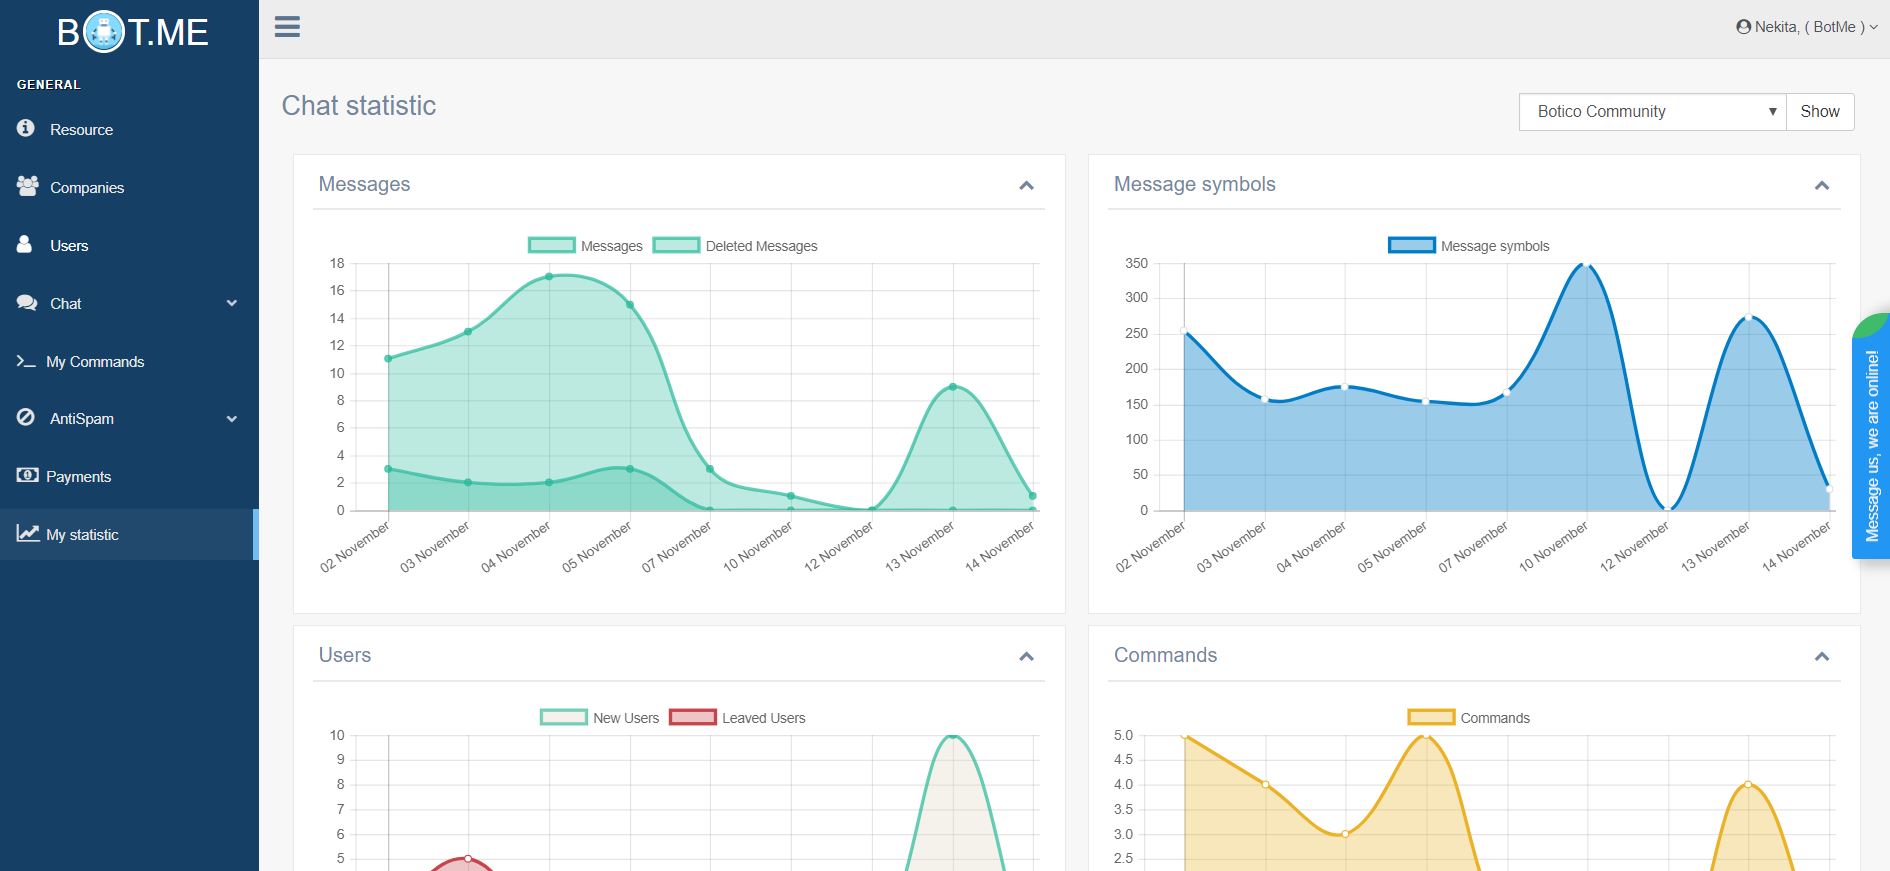 BOT.ME
Nekita, ( BotMe )
GENERAL
Resource
Companies
Users
Chat
My Commands
AntiSpam
Payments
My statistic
Chat statistic
Botico Community
Show
Messages
Messages Deleted Messages
18
16
14
12
10
8
6
4
2
0
02 November 03 November 04 November 05 November 07 November 10 November 12 November 13 November 14 November
Message symbols
Message symbols
350
300
250
200
150
100
50
0
02 November 03 November 04 November 05 November 07 November 10 November 12 November 13 November 14 November
Message us, we are online!
Users
New Users Leaved Users
10
9
8
7
6
5
Commands
Commands
5.0
4.5
4.0
3.5
3.0
2.5